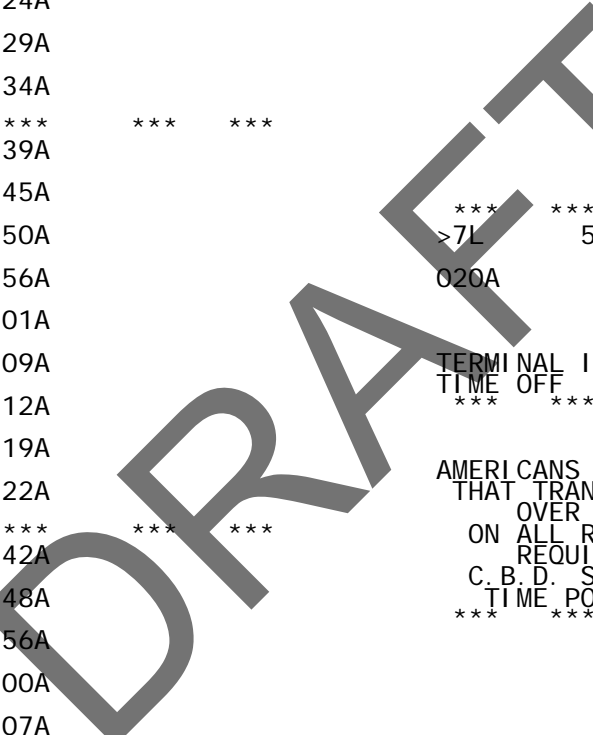 24A
29A
34A
*** *** ***
39A
45A
50A
56A
01A
09A
12A
19A
22A
*** *** ***
42A
48A
56A
00A
07A
*** ***
>7L 5
020A
TERMINAL I
TIME OFF
*** ***
AMERICANS
THAT TRAN
OVER
ON ALL R
REQUI
C.B.D. S
TIME PO
*** ***
DRAFT